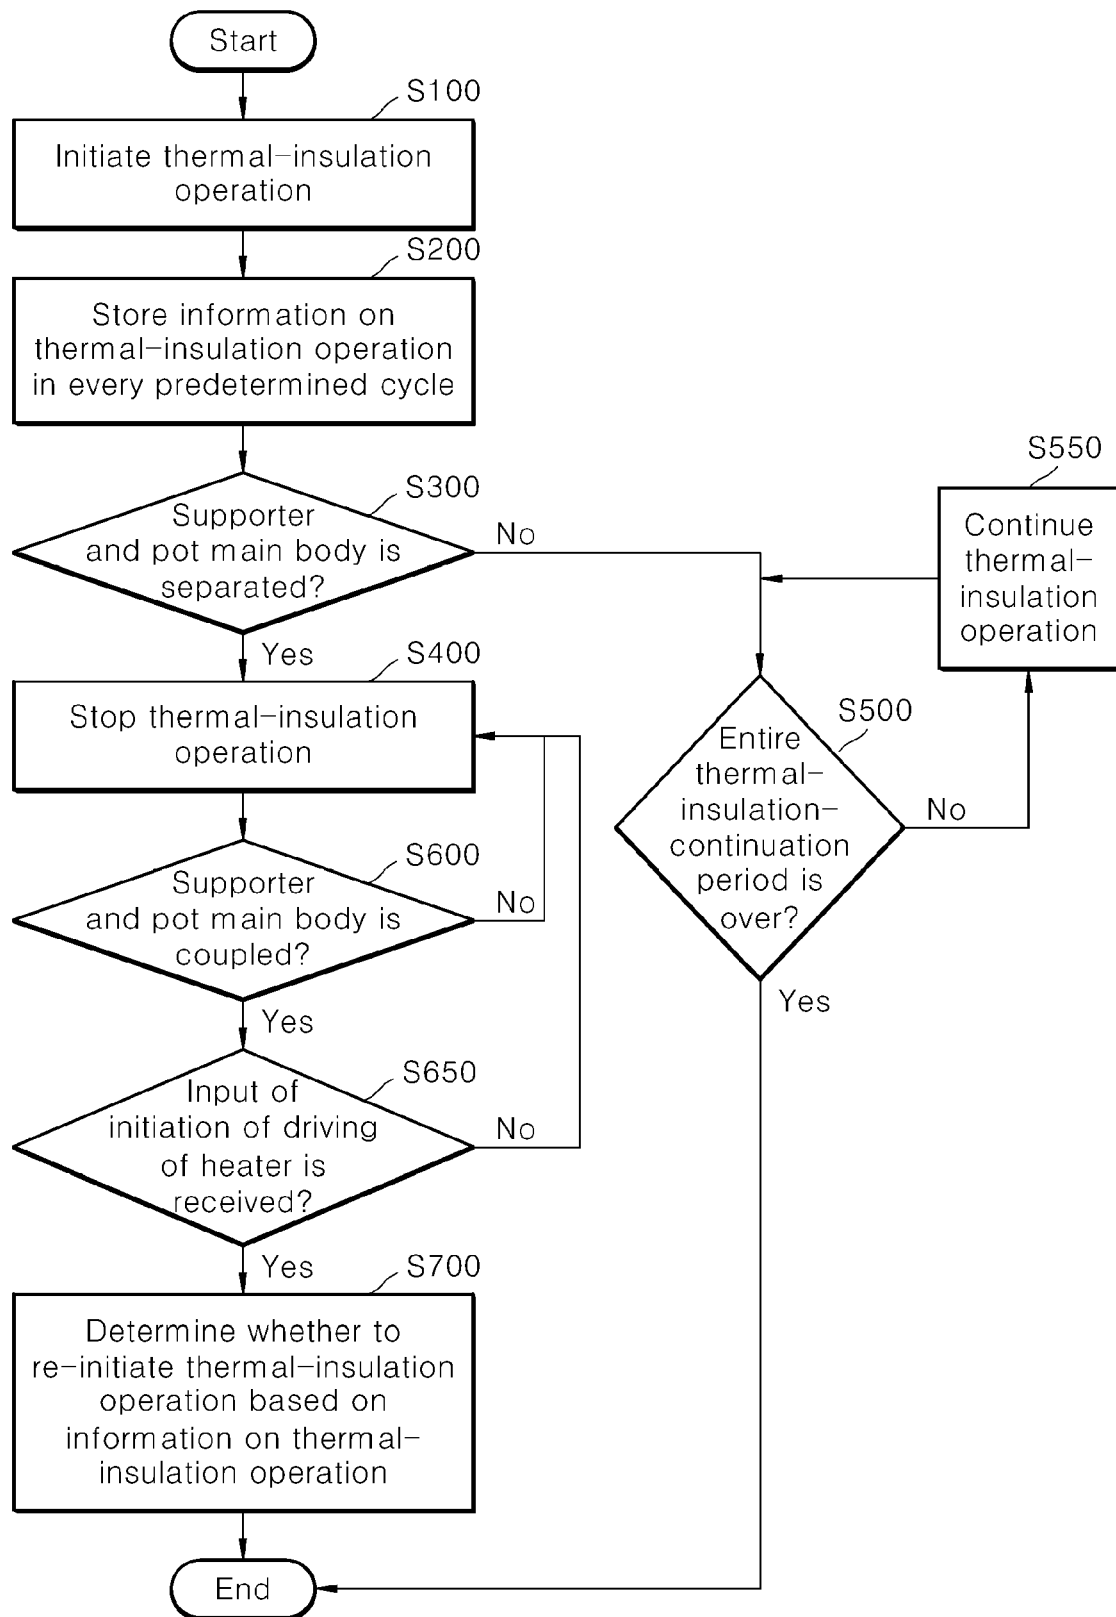 Start
S100
Initiate thermal-insulation
operation
S200
Store information on
thermal-insulation operation
in every predetermined cycle
S300
Supporter
and pot main body is
separated?
No
Yes
S550
Continue
thermal-
insulation
operation
S400
Stop thermal-insulation
operation
S500
Entire
thermal-
insulation-
continuation
period is
over?
No
Yes
S600
Supporter
and pot main body is
coupled?
No
Yes
S650
Input of
initiation of driving
of heater is
received?
No
Yes
S700
Determine whether to
re-initiate thermal-insulation
operation based on
information on thermal-
insulation operation
End